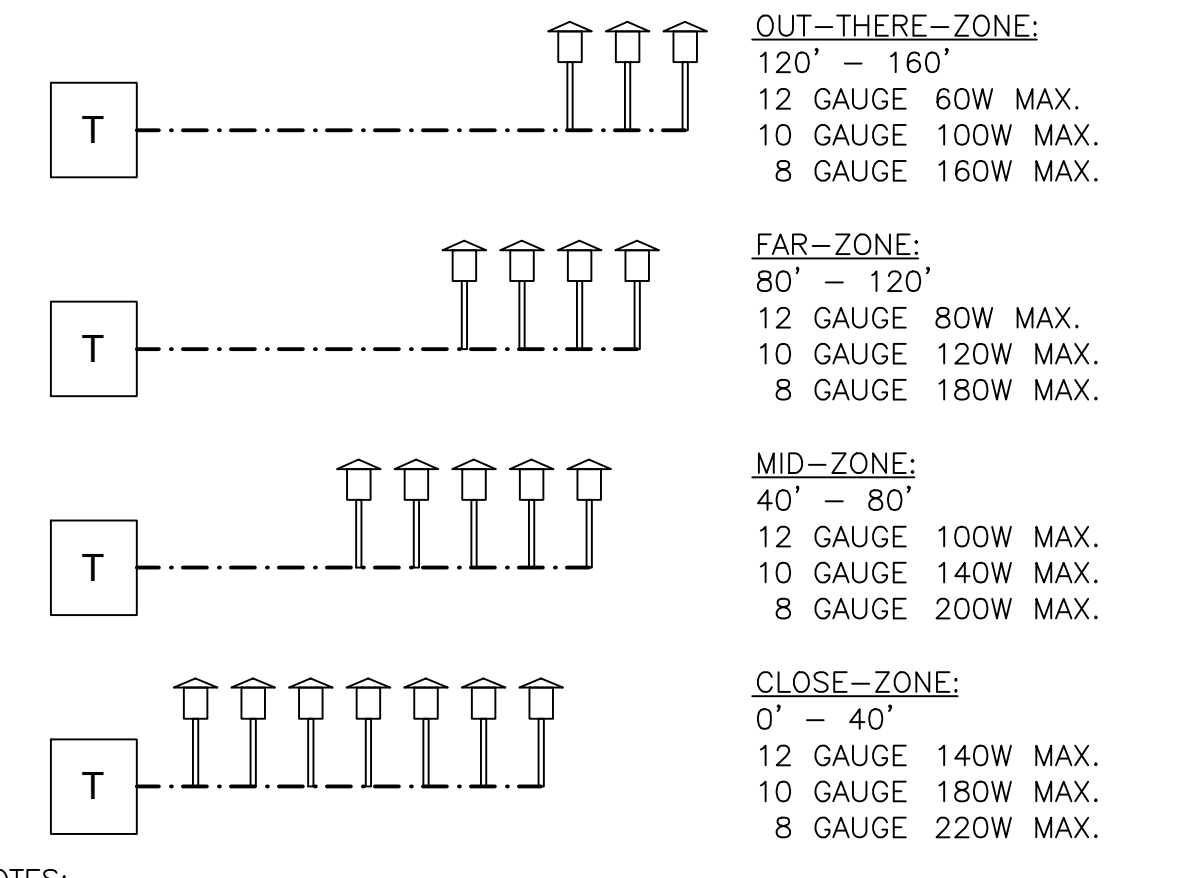 OUT–THERE–ZONE:
120' – 160'
12 GAUGE 60W MAX.
10 GAUGE 100W MAX.
8 GAUGE 160W MAX.
T
FAR–ZONE:
80' – 120'
12 GAUGE 80W MAX.
10 GAUGE 120W MAX.
8 GAUGE 180W MAX.
T
MID–ZONE:
40' – 80'
12 GAUGE 100W MAX.
10 GAUGE 140W MAX.
8 GAUGE 200W MAX.
T
CLOSE–ZONE:
0' – 40'
12 GAUGE 140W MAX.
10 GAUGE 180W MAX.
8 GAUGE 220W MAX.
T